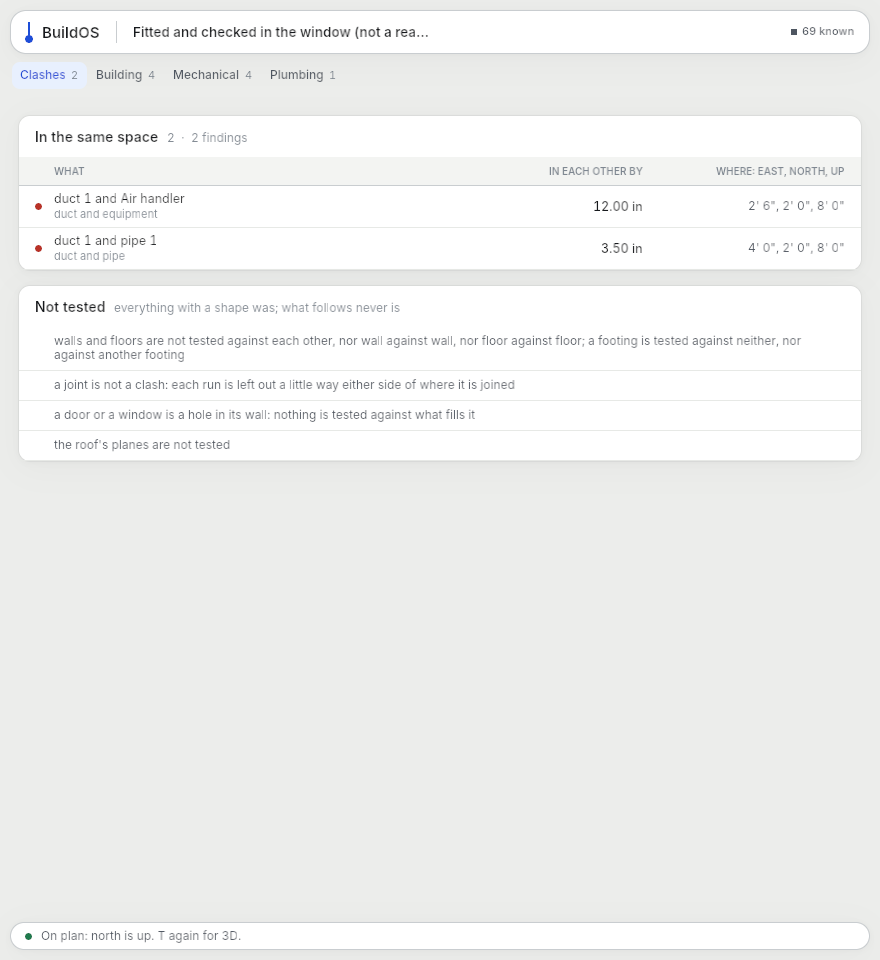 BuildOS
Fitted and checked in the window (not a rea…
69 known
Clashes 2
Building 4
Mechanical 4
Plumbing 1
In the same space 2 · 2 findings
WHAT
IN EACH OTHER BY
WHERE: EAST, NORTH, UP
duct 1 and Air handler
duct and equipment
12.00 in
2' 6", 2' 0", 8' 0"
duct 1 and pipe 1
duct and pipe
3.50 in
4' 0", 2' 0", 8' 0"
Not tested everything with a shape was; what follows never is
walls and floors are not tested against each other, nor wall against wall, nor floor against floor; a footing is tested against neither, nor
against another footing
a joint is not a clash: each run is left out a little way either side of where it is joined
a door or a window is a hole in its wall: nothing is tested against what fills it
the roof's planes are not tested
On plan: north is up. T again for 3D.